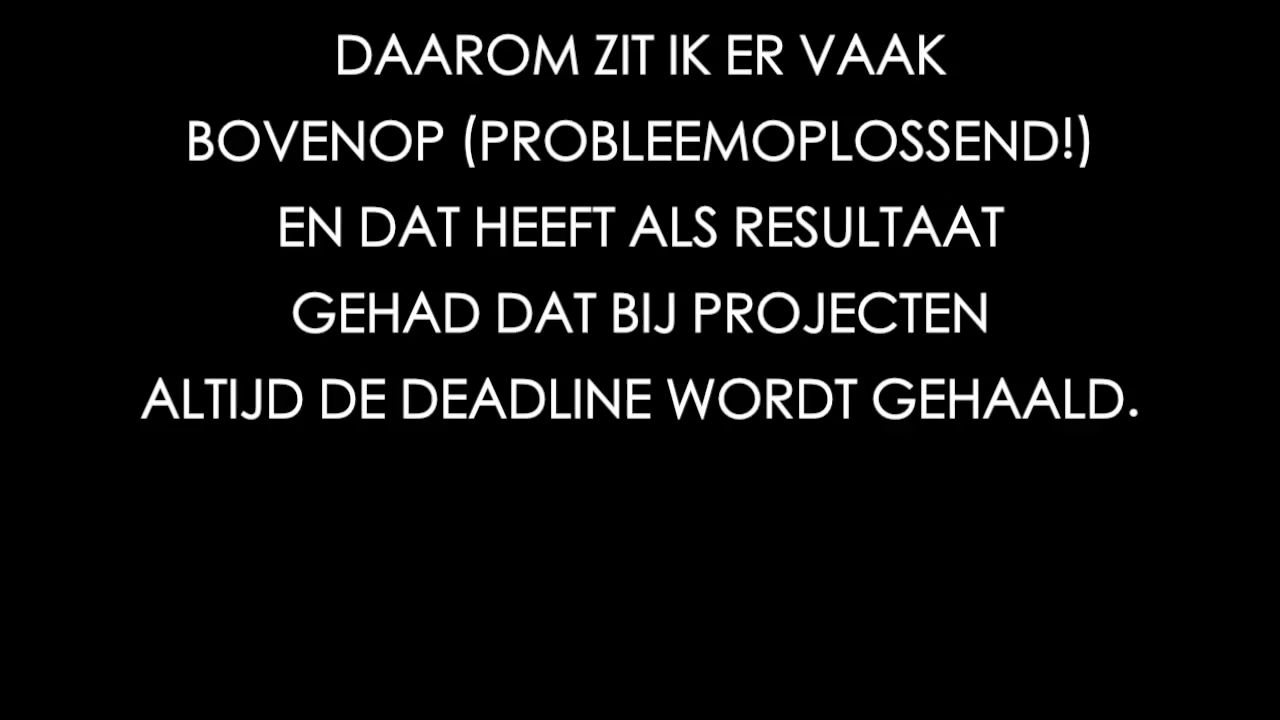 DAAROM ZIT IK ER VAAK
BOVENOP (PROBLEEMOPLOSSEND!)
EN DAT HEEFT ALS RESULTAAT
GEHAD DAT BIJ PROJECTEN
ALTIJD DE DEADLINE WORDT GEHAALD.